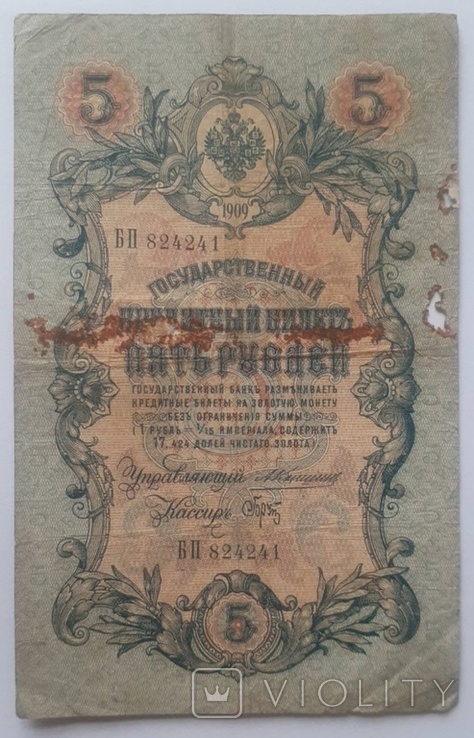 5 5
1909
БП 824241
ГОСУДАРСТВЕННЫЙ
КРЕДИТНЫЙ БИЛЕТЪ
ПЯТЬ РУБЛЕЙ
ГОСУДАРСТВЕННЫЙ БАНКЪ РАЗМѢНИВАЕТЪ
КРЕДИТНЫЕ БИЛЕТЫ НА ЗОЛОТУЮ МОНЕТУ
БЕЗЪ ОГРАНИЧЕНІЯ СУММЫ
(1 РУБЛЬ = 1/15 ИМПЕРІАЛА, СОДЕРЖИТЪ
17,424 ДОЛЕЙ ЧИСТАГО ЗОЛОТА).
Управляющій
Кассиръ
БП 824241
5
VIOLITY